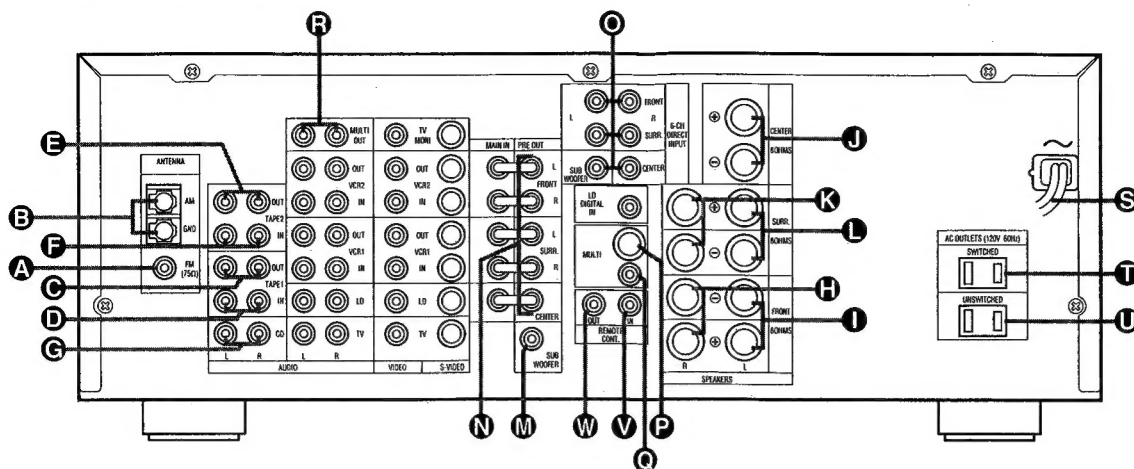 R
O
E
B
F
A
C
D
G
J
K
L
H
I
S
T
U
N
M
W
V
P
Q
ANTENNA
AM
GND
FM
(75Ω)
OUT
TAPE2
IN
OUT
TAPE1
IN
CD
L R
AUDIO
MULTI
OUT
OUT
VCR2
IN
OUT
VCR1
IN
LD
TV
L R
TV
MONI
OUT
VCR2
IN
OUT
VCR1
IN
LD
TV
VIDEO S-VIDEO
MAIN IN PRE OUT
L
FRONT
R
L
SURR.
R
CENTER
SUB
WOOFER
FRONT
L R
SURR.
SUB
WOOFER
CENTER
6-CH
DIRECT
INPUT
LD
DIGITAL
IN
MULTI
OUT IN
REMOTE
CONT.
+
CENTER
−
6OHMS
+
SURR.
−
6OHMS
−
FRONT
+
6OHMS
R L
SPEAKERS
~
AC OUTLETS (120V 60Hz)
SWITCHED
UNSWITCHED